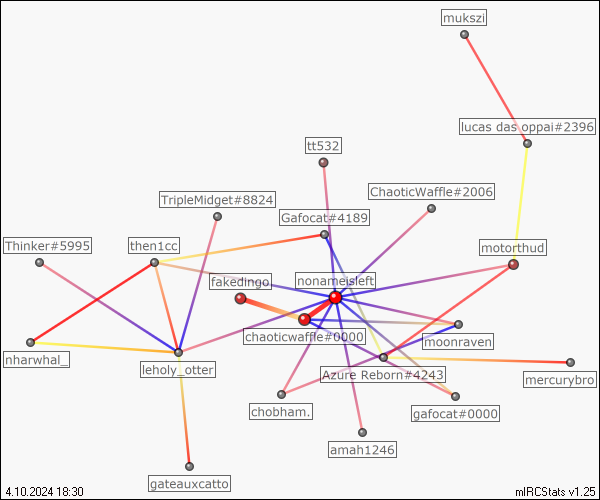 mukszi
lucas das oppai#2396
tt532
ChaoticWaffle#2006
TripleMidget#8824
Gafocat#4189
Thinker#5995
then1cc
motorthud
fakedingo
nonameisleft
chaoticwaffle#0000
moonraven
nharwhal_
leholy_otter
Azure Reborn#4243
mercurybro
chobham.
gafocat#0000
amah1246
gateauxcatto
4.10.2024 18:30
mIRCStats v1.25